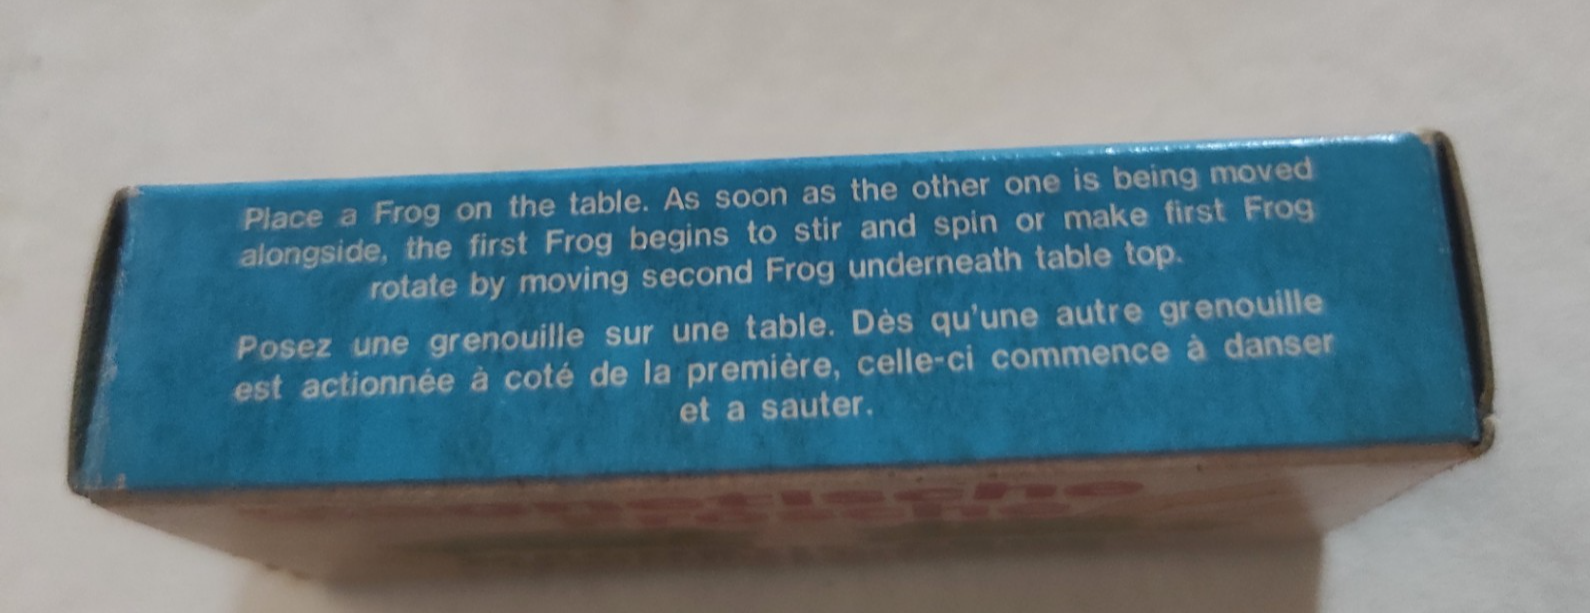 Place a Frog on the table. As soon as the other one is being moved
alongside, the first Frog begins to stir and spin or make first Frog
rotate by moving second Frog underneath table top.
Posez une grenouille sur une table. Dès qu'une autre grenouille
est actionnée à coté de la première, celle-ci commence à danser
et a sauter.